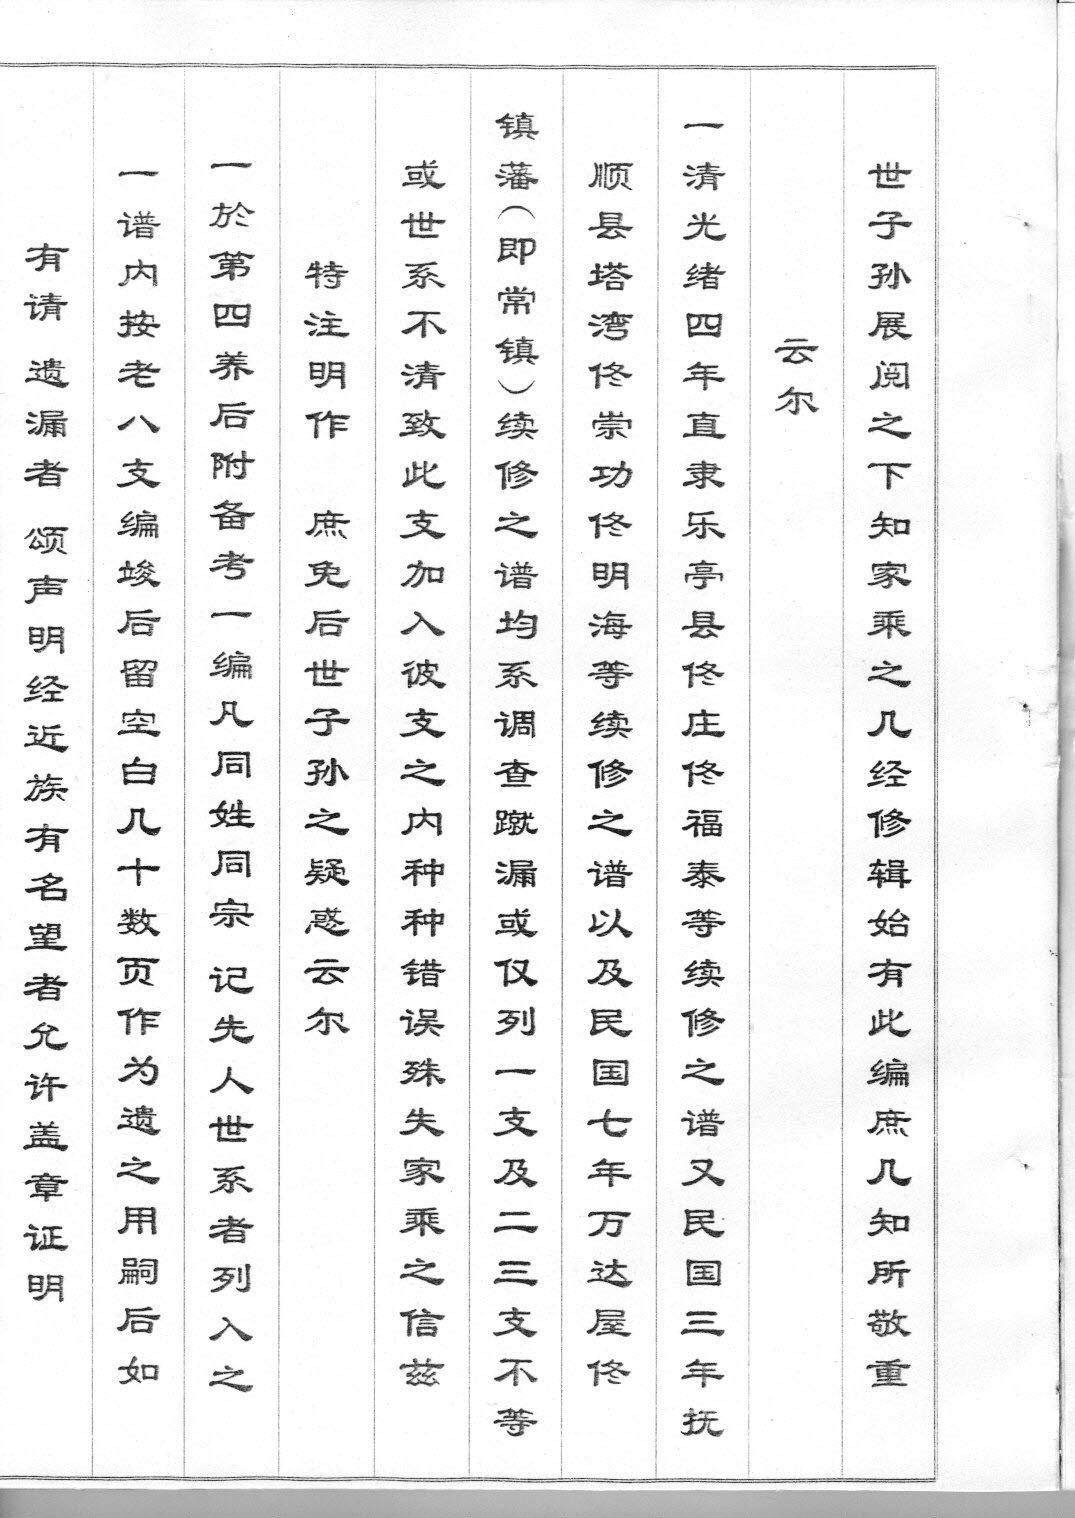 世子孙展阅之下知家乘之几经修辑始有此编庶几知所敬重
云尔
一清光绪四年直隶乐亭县佟庄佟福泰等续修之谱又民国三年抚
顺县塔湾佟崇功佟明海等续修之谱以及民国七年万达屋佟
镇藩（即常镇）续修之谱均系调查蹴漏或仅列一支及二三支不等
或世系不清致此支加入彼支之内种种错误殊失家乘之信兹
特注明作 庶免后世子孙之疑惑云尔
一於第四养后附备考一编凡同姓同宗 记先人世系者列入之
一谱内按老八支编竣后留空白几十数页作为遗之用嗣后如
有请 遗漏者 颂声明经近族有名望者允许盖章证明